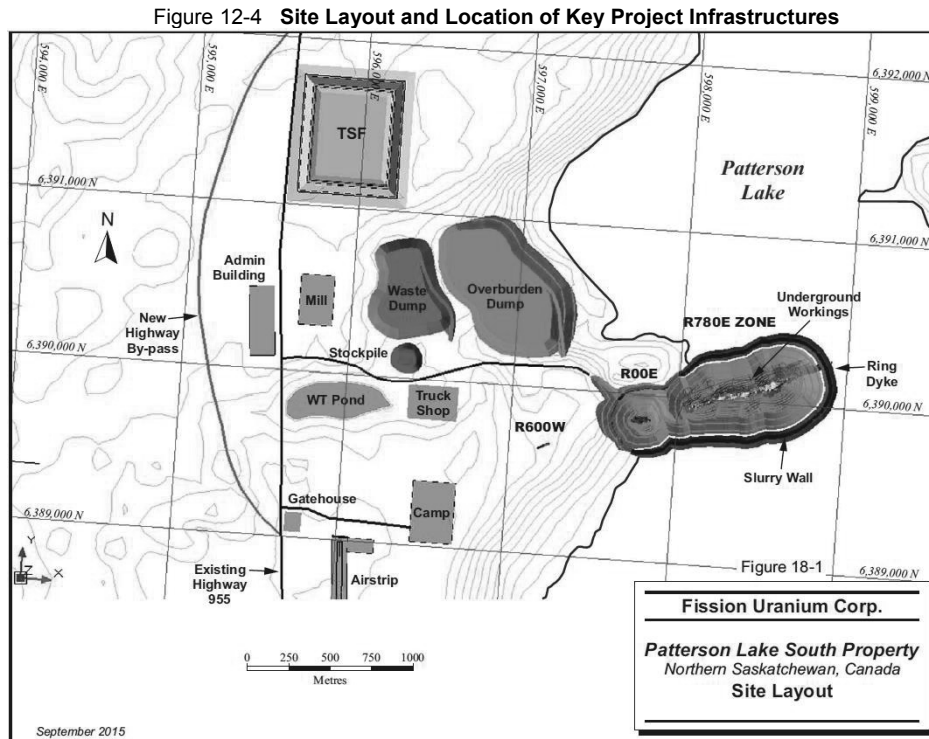 Figure 12-4 Site Layout and Location of Key Project Infrastructures
594,000 E
595,000 E
596,000 E
597,000 E
598,000 E
599,000 E
6,392,000 N
TSF
Patterson
Lake
6,391,000 N
6,391,000 N
N
Admin
Building
Mill
Waste
Dump
Overburden
Dump
Underground
Workings
New
Highway
By-pass
R780E ZONE
6,390,000 N
Stockpile
R00E
Ring
Dyke
WT Pond
Truck
Shop
6,390,000 N
R600W
Slurry Wall
Gatehouse
Camp
6,389,000 N
Y
Z
X
Existing
Highway
955
Airstrip
Figure 18-1
6,389,000 N
Fission Uranium Corp.
Patterson Lake South Property
Northern Saskatchewan, Canada
Site Layout
0 250 500 750 1000
Metres
September 2015